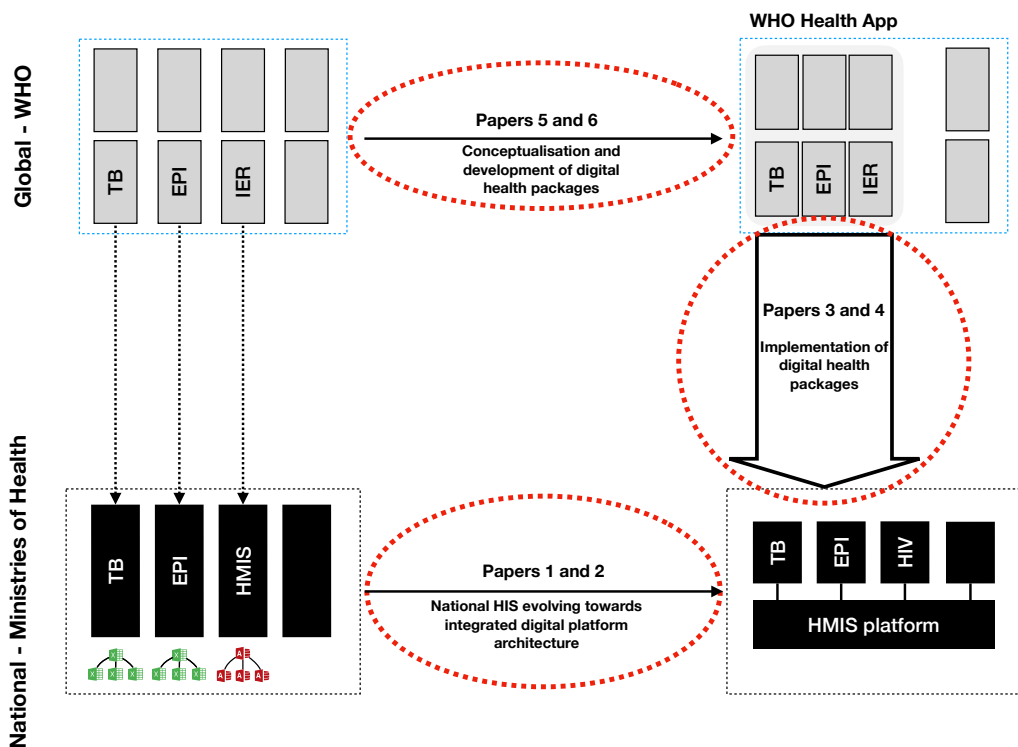 WHO Health App
Global - WHO
TB
EPI
IER
Papers 5 and 6
Conceptualisation and
development of digital
health packages
TB
EPI
IER
Papers 3 and 4
Implementation of
digital health
packages
National - Ministries of Health
TB
EPI
HMIS
X
X X X
X
X X X
A
A A A
Papers 1 and 2
National HIS evolving towards
integrated digital platform
architecture
TB
EPI
HIV
HMIS platform